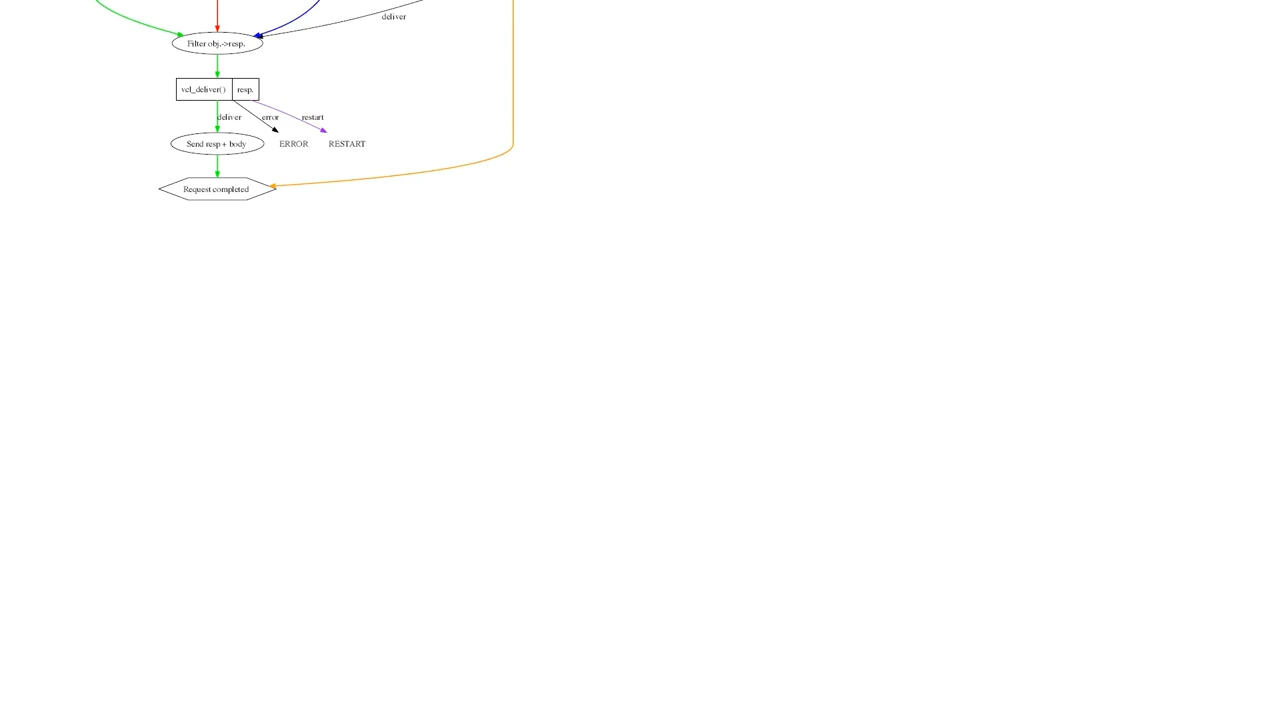 deliver
Filter obj.->resp.
vcl_deliver()
resp.
deliver
error
restart
Send resp + body
ERROR
RESTART
Request completed